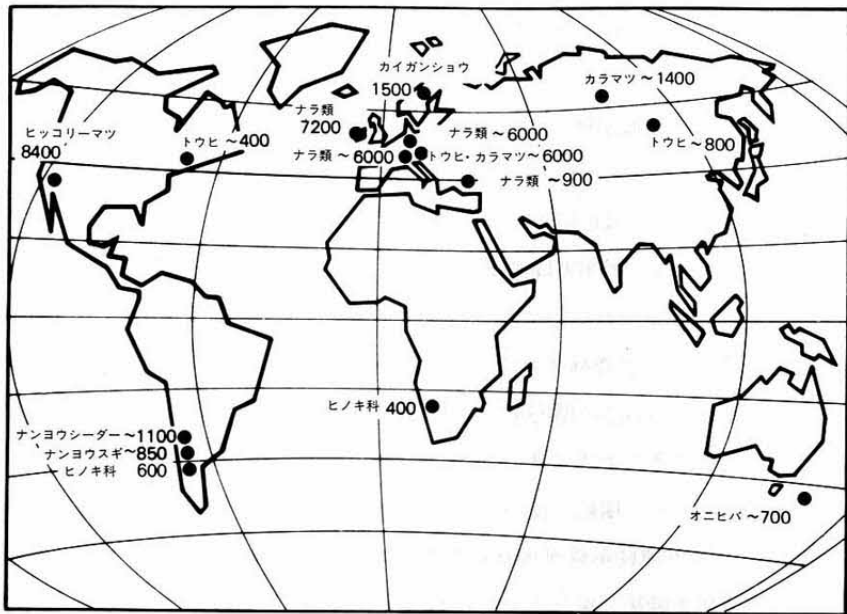 カイガンショウ
1500
カラマツ ～1400
ナラ類
7200
ヒッコリーマツ
8400
トウヒ ～400
ナラ類 ～6000
トウヒ ～800
ナラ類 ～6000
トウヒ・カラマツ～6000
ナラ類 ～900
ヒノキ科 400
ナンヨウシーダー～1100
ナンヨウスギ～850
ヒノキ科 600
オニヒバ ～700